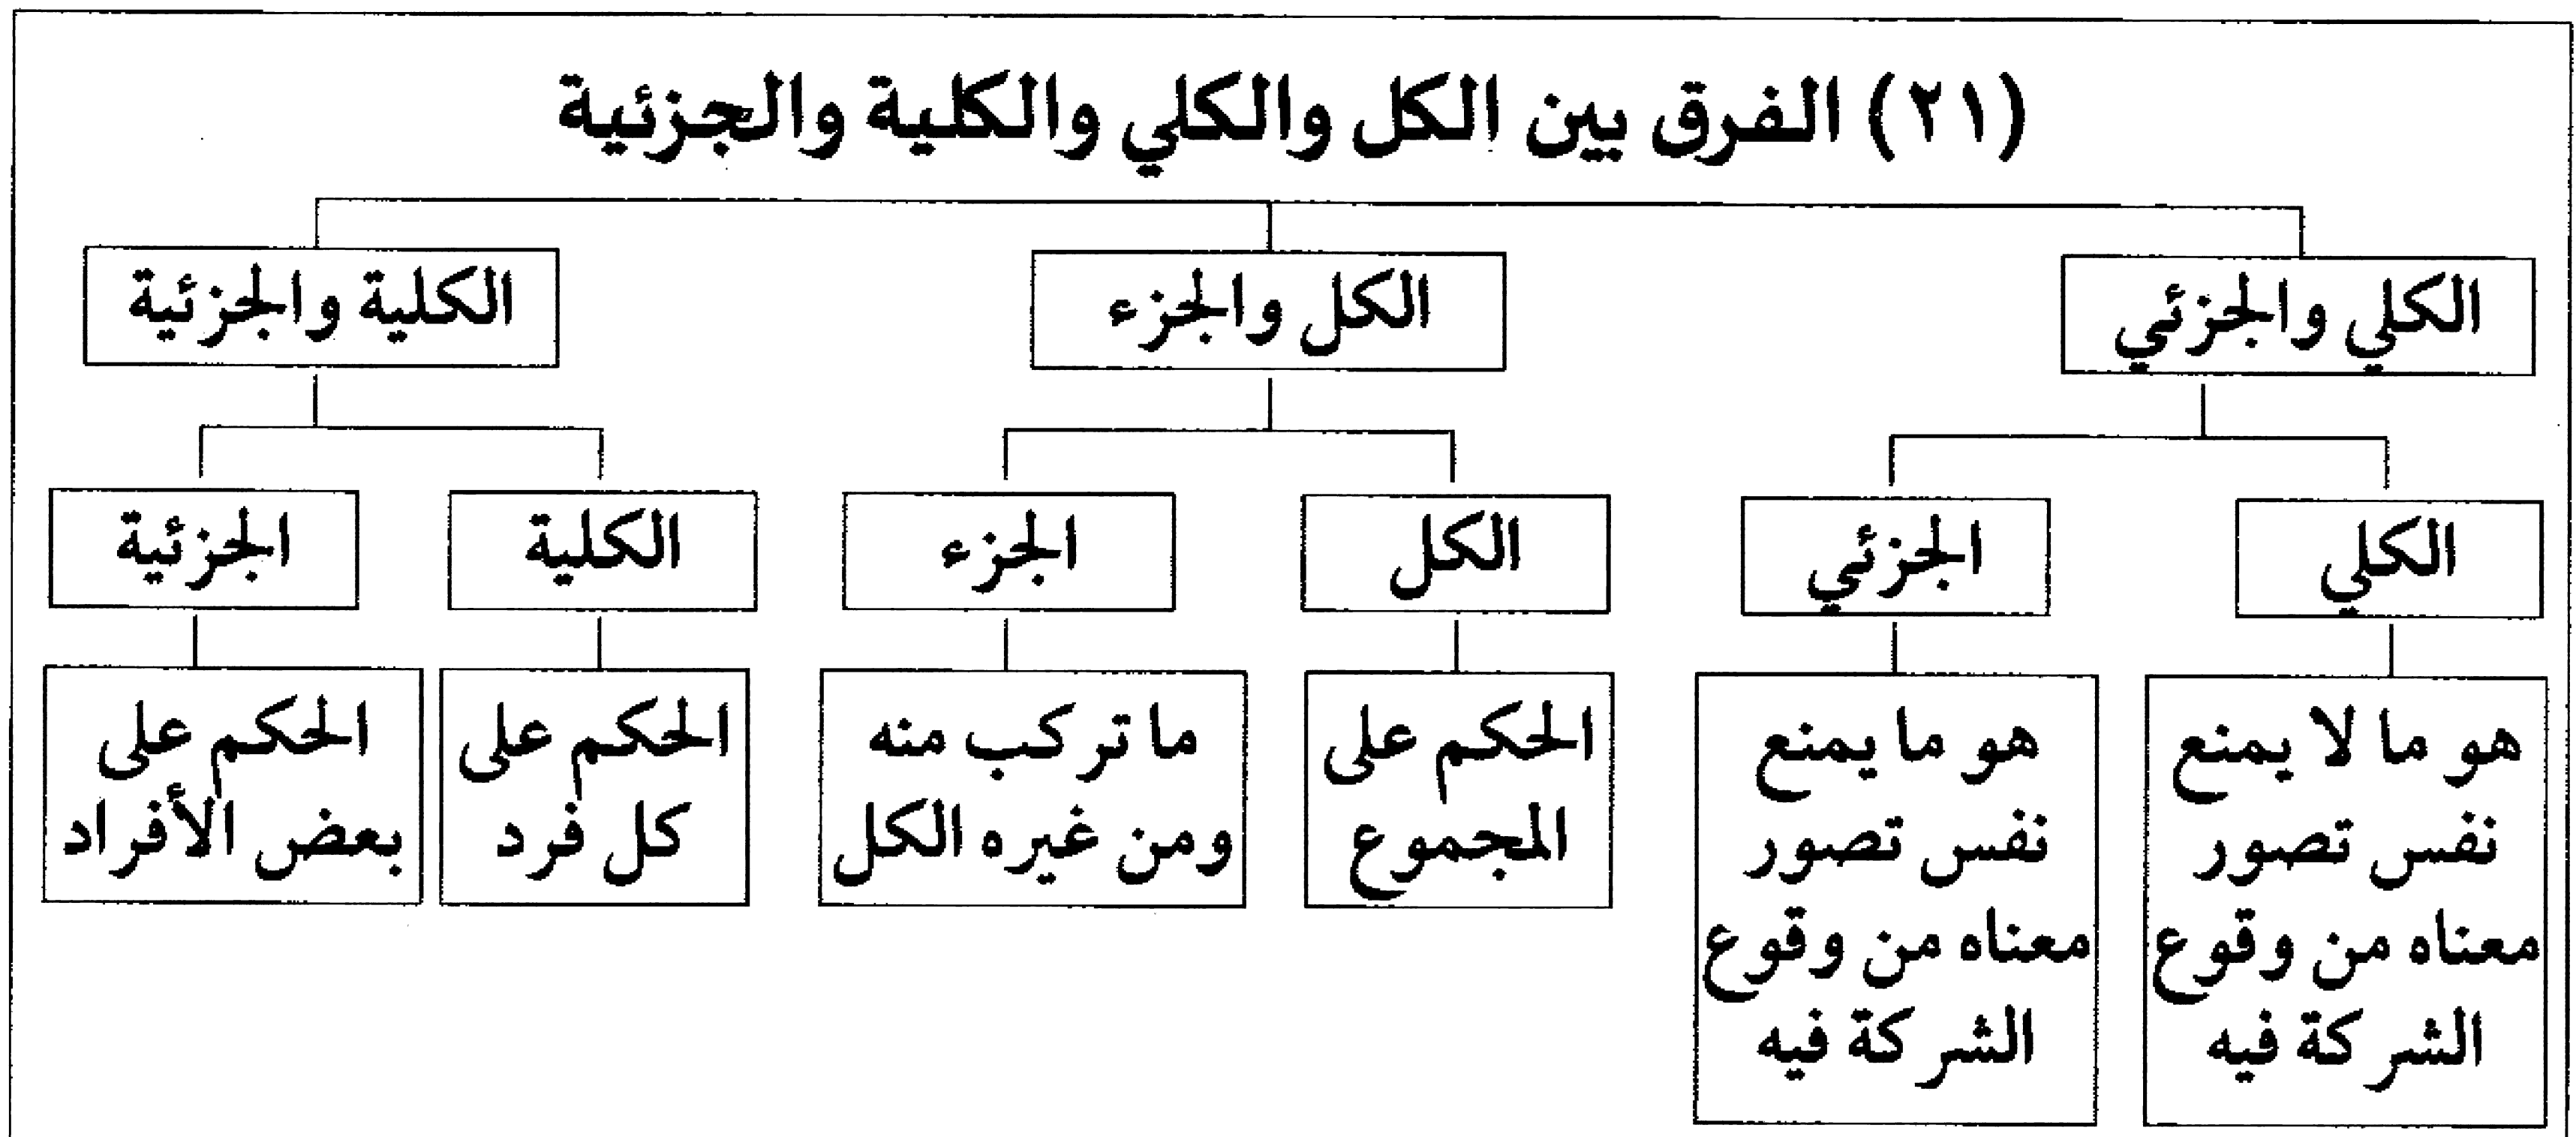 (٢١) الفرق بين الكل والكلي والكلية والجزئية
الكلي والجزئي
الكل والجزء
الكلية والجزئية
الكلي
الجزئي
الكل
الجزء
الكلية
الجزئية
هو ما لا يمنع
نفس تصور
معناه من وقوع
الشركة فيه
هو ما يمنع
نفس تصور
معناه من وقوع
الشركة فيه
الحكم على
المجموع
ما تركب منه
ومن غيره الكل
الحكم على
كل فرد
الحكم على
بعض الأفراد